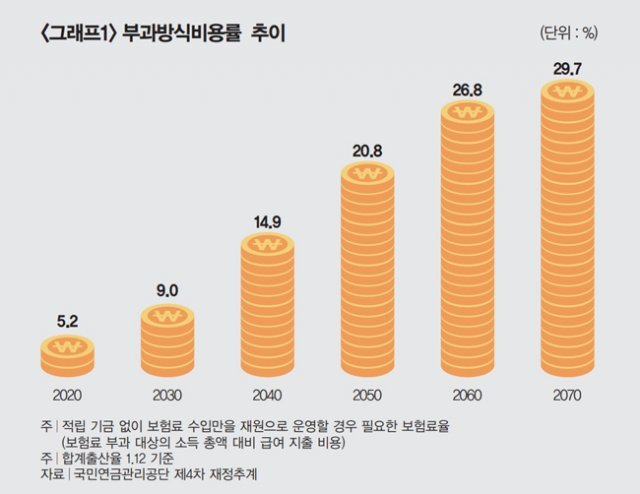 <그래프1> 부과방식비용률 추이
(단위 : %)
5.2
9.0
14.9
20.8
26.8
29.7
2020
2030
2040
2050
2060
2070
주 | 적립 기금 없이 보험료 수입만을 재원으로 운영할 경우 필요한 보험료율
(보험료 부과 대상의 소득 총액 대비 급여 지출 비용)
주 | 합계출산율 1.12 기준
자료 | 국민연금관리공단 제4차 재정추계